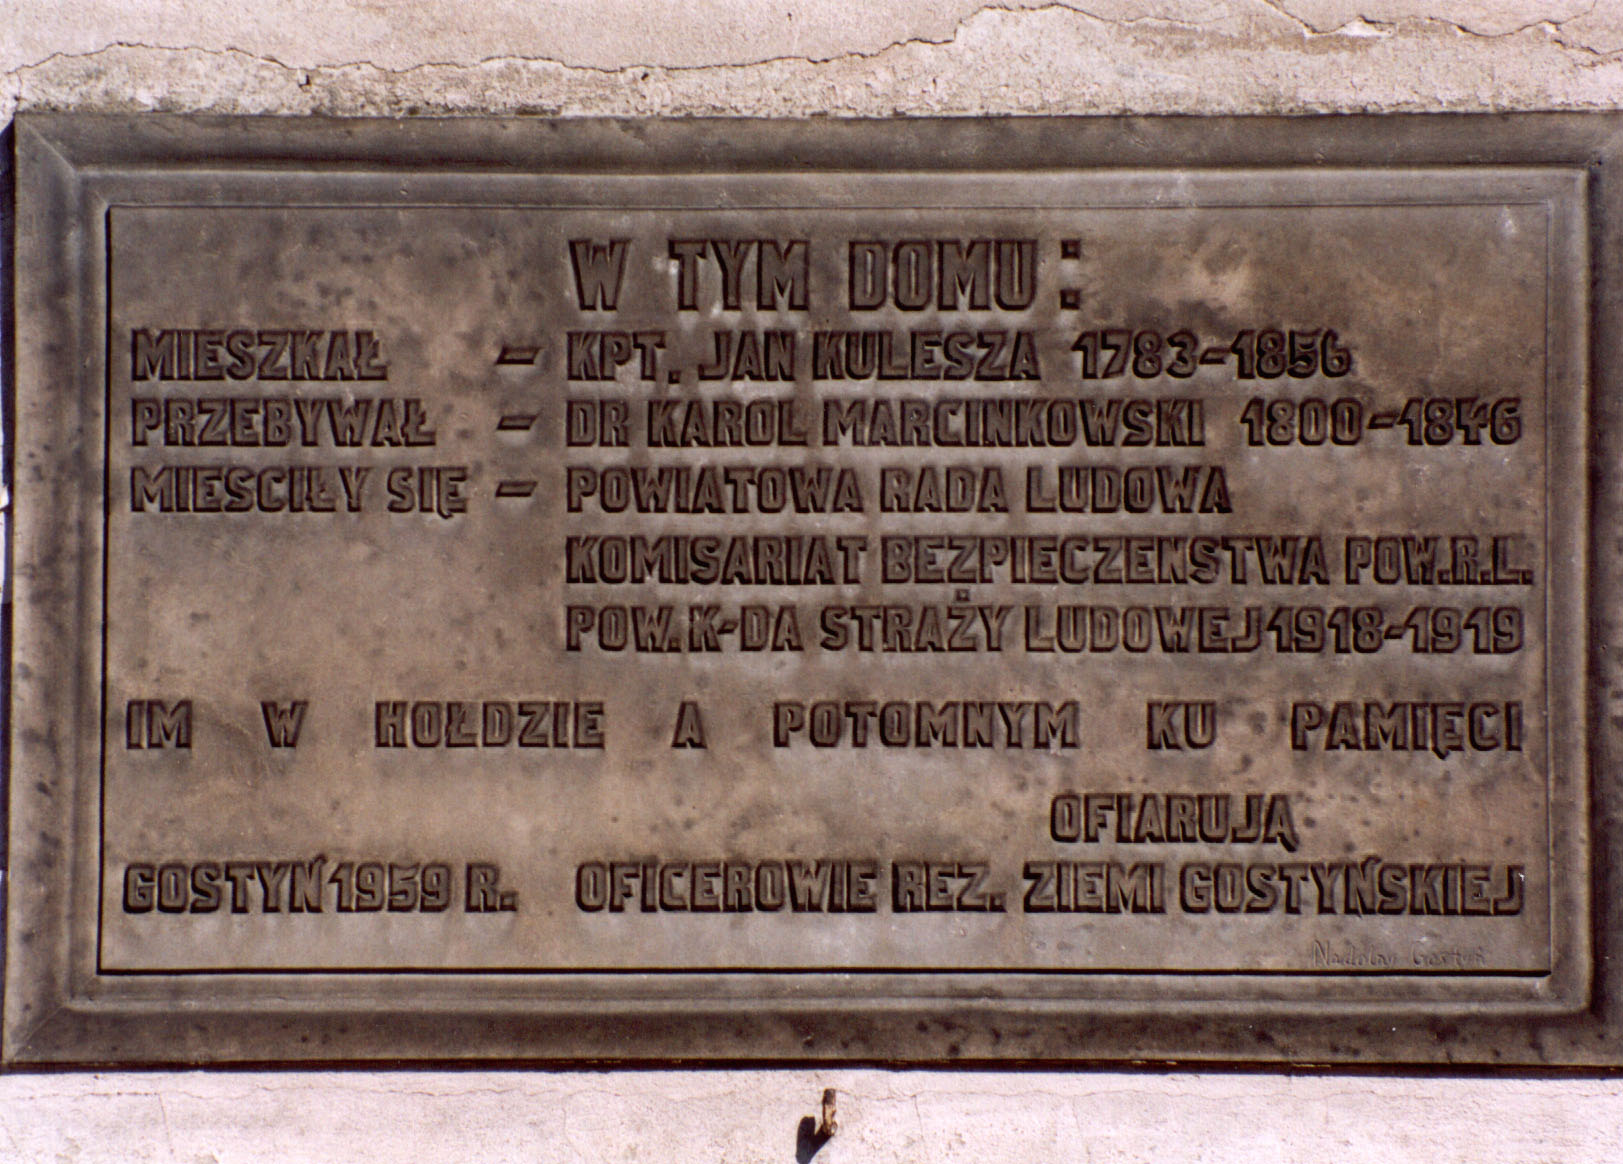 W TYM DOMU:
MIESZKAŁ - KPT. JAN KULESZA 1783-1856
PRZEBYWAŁ - DR KAROL MARCINKOWSKI 1800-1846
MIESCIŁY SIĘ - POWIATOWA RADA LUDOWA
KOMISARIAT BEZPIECZENSTWA POW.R.L.
POW.K-DA STRAŻY LUDOWEJ 1918-1919
IM W HOŁDZIE A POTOMNYM KU PAMIĘCI
OFIARUJĄ
GOSTYŃ 1959 R. OFICEROWIE REZ. ZIEMI GOSTYŃSKIEJ
Gostyń